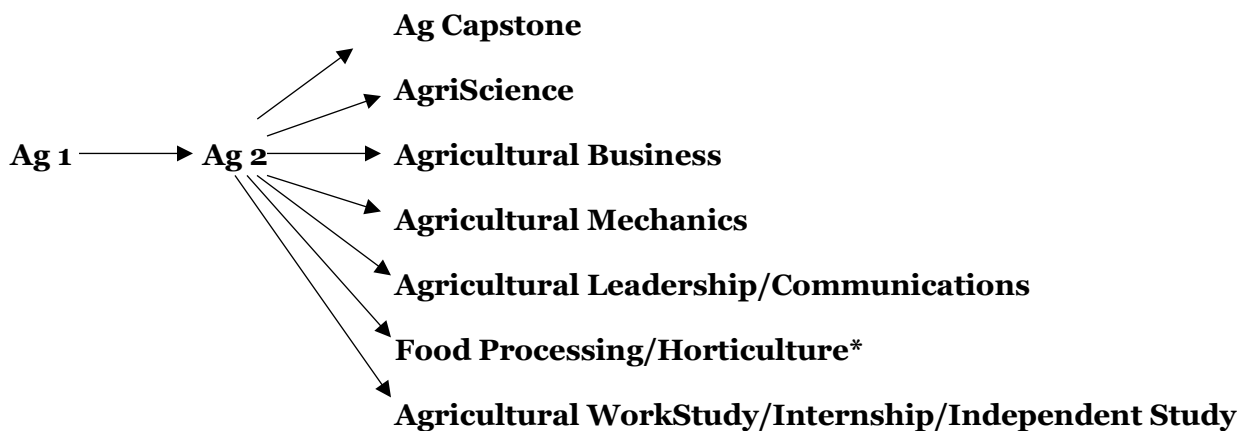 Ag Capstone
AgriScience
Ag 1 Ag 2 Agricultural Business
Agricultural Mechanics
Agricultural Leadership/Communications
Food Processing/Horticulture*
Agricultural WorkStudy/Internship/Independent Study